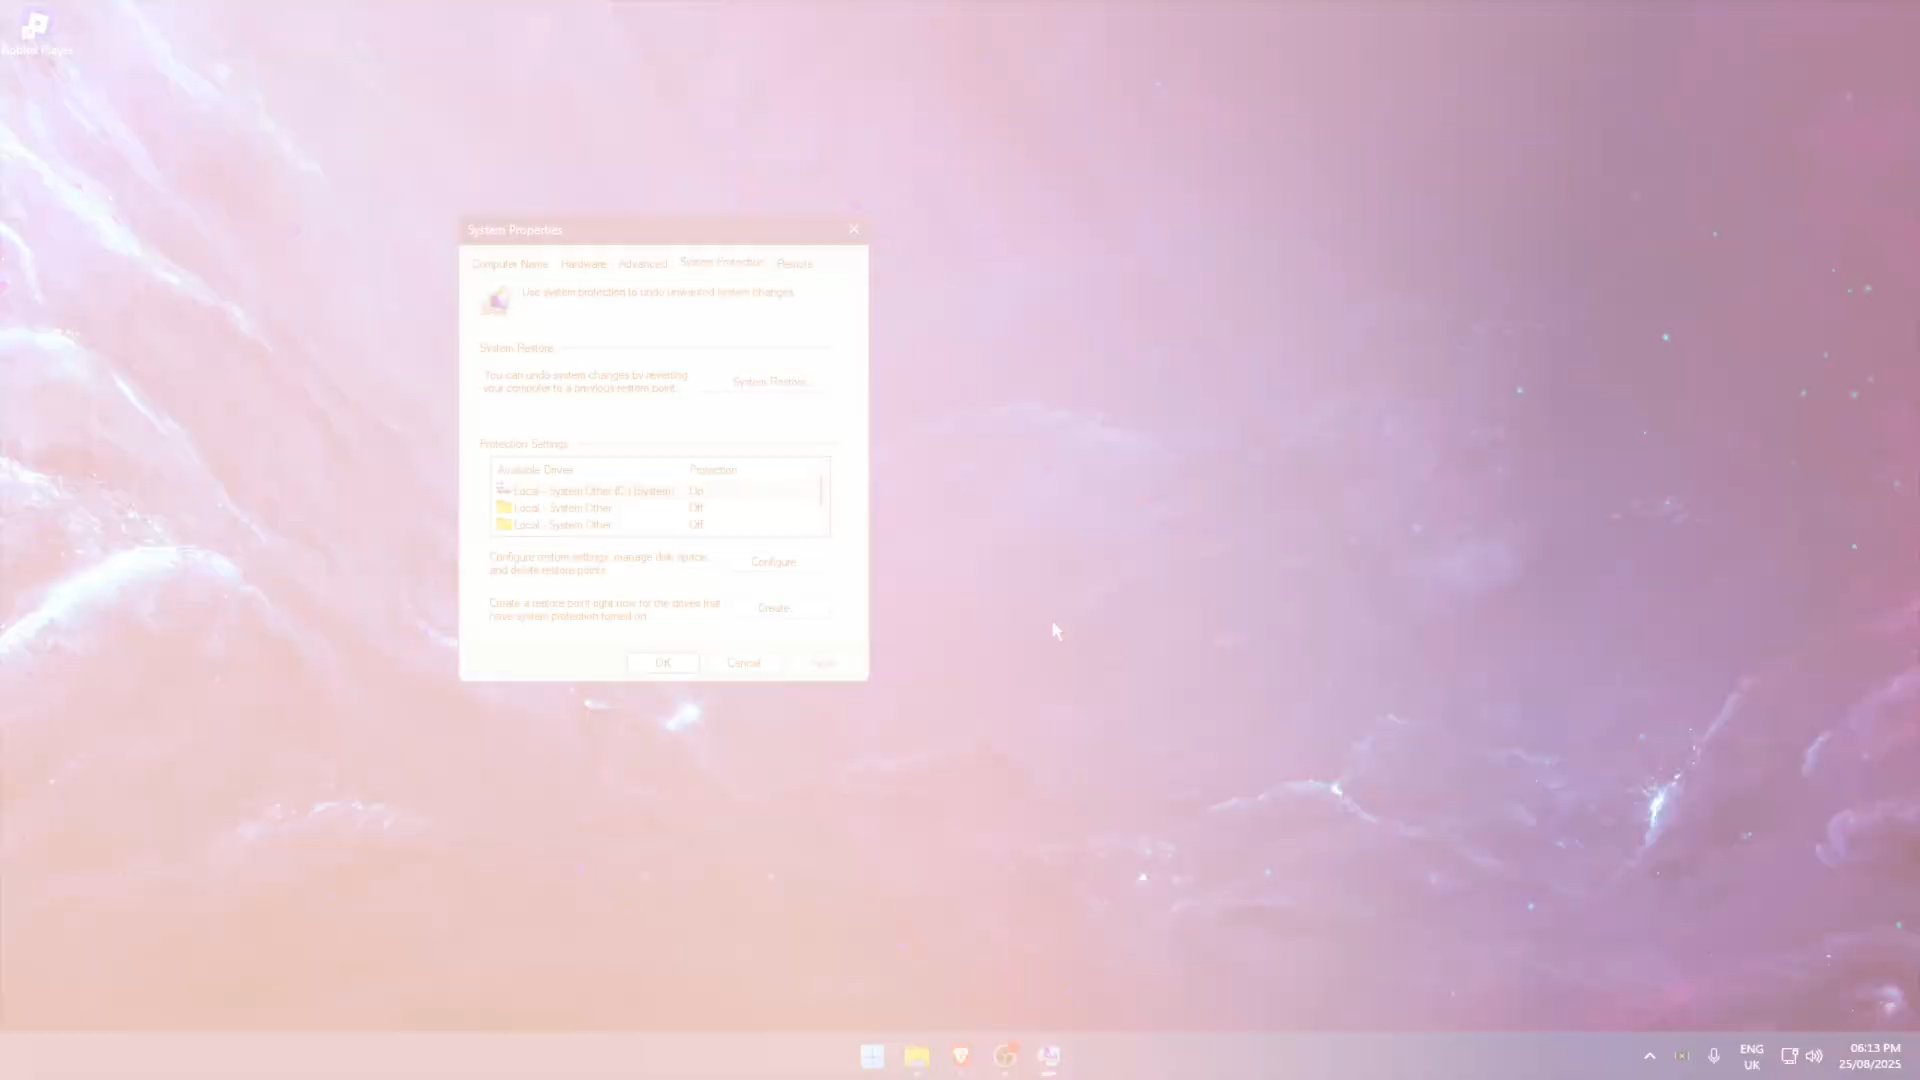 Roblox Player
System Properties
Computer Name Hardware Advanced System Protection Remote
Use system protection to undo unwanted system changes.
System Restore
You can undo system changes by reverting
your computer to a previous restore point.
System Restore...
Protection Settings
Available Drives Protection
Local - System Other (C:) (System) On
Local - System Other Off
Local - System Other Off
Configure restore settings, manage disk space,
and delete restore points.
Configure...
Create a restore point right now for the drives that
have system protection turned on.
Create...
OK Cancel Apply
ENG
UK
06:13 PM
25/08/2025